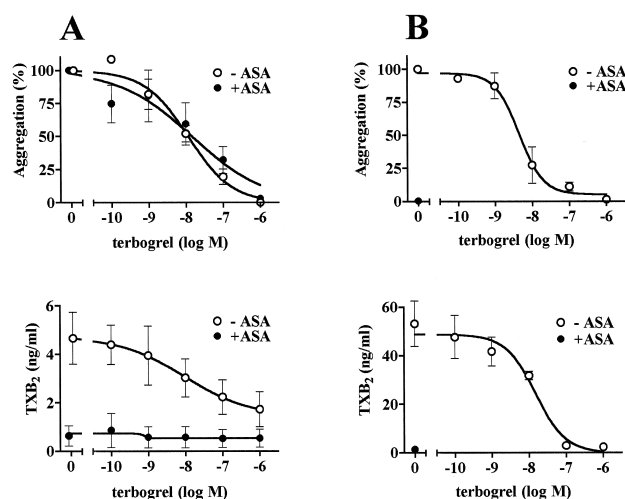 A
Aggregation (%)
100
75
50
25
0
- ASA
+ASA
0 -10 -9 -8 -7 -6
terbogrel (log M)
B
Aggregation (%)
100
75
50
25
0
- ASA
+ASA
0 -10 -9 -8 -7 -6
terbogrel (log M)
TXB₂ (ng/ml)
6
4
2
0
- ASA
+ASA
0 -10 -9 -8 -7 -6
terbogrel (log M)
TXB₂ (ng/ml)
60
40
20
0
- ASA
+ASA
0 -10 -9 -8 -7 -6
terbogrel (log M)